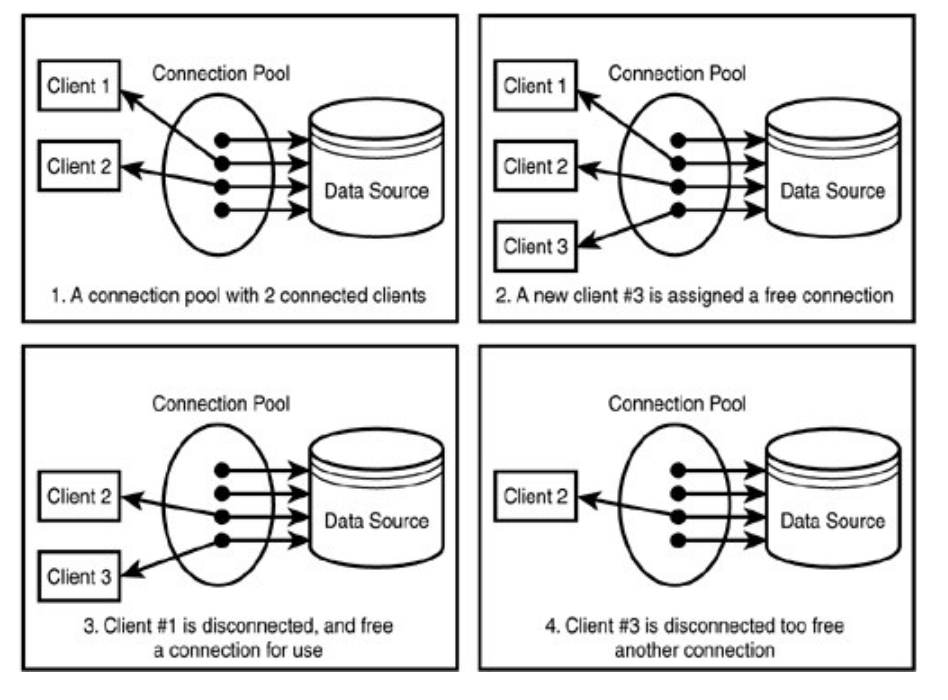 Connection Pool
Client 1
Client 2
Data Source
1. A connection pool with 2 connected clients
Connection Pool
Client 1
Client 2
Data Source
Client 3
2. A new client #3 is assigned a free connection
Connection Pool
Client 2
Data Source
Client 3
3. Client #1 is disconnected, and free
a connection for use
Connection Pool
Client 2
Data Source
4. Client #3 is disconnected too free
another connection